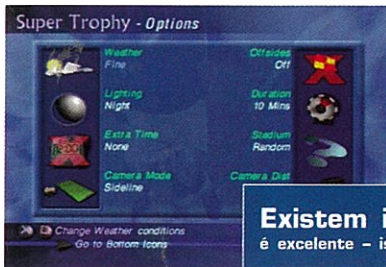 Super Trophy - Options
Weather
Fine
Offsides
Off
Lighting
Night
Duration
10 Mins
Extra Time
None
Stadium
Random
Camera Mode
Sideline
Camera Dist
Change Weather conditions
Go to Bottom Icons
Existem
é excelente –